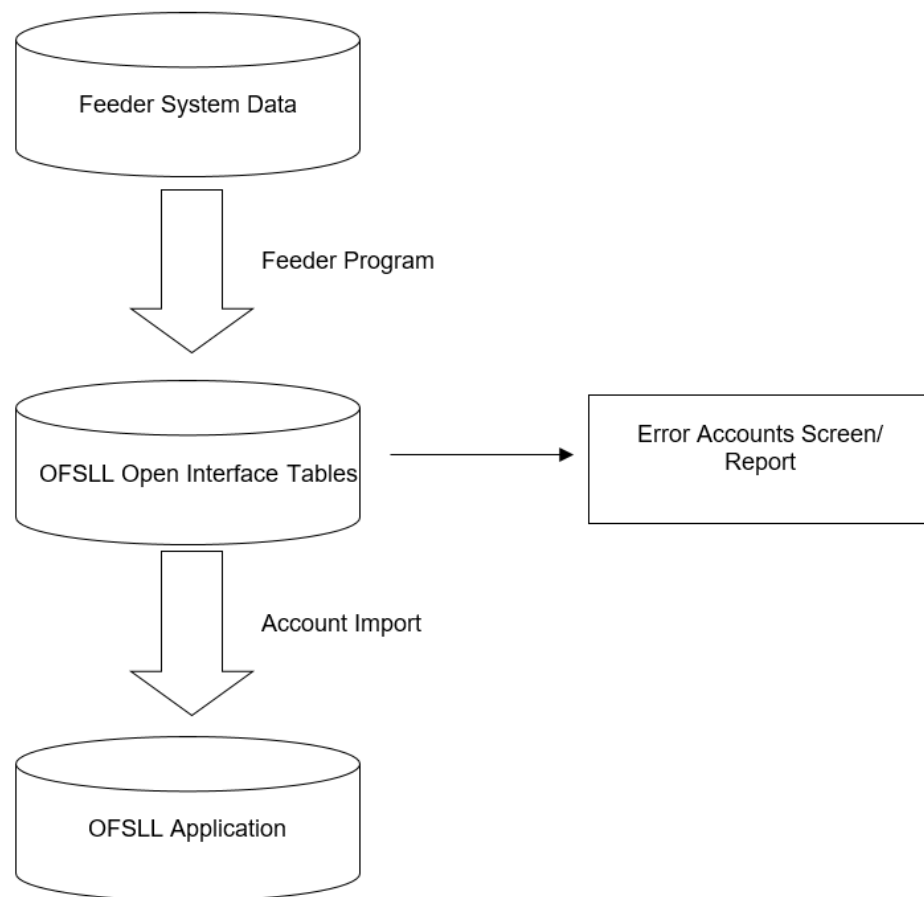 Feeder System Data
Feeder Program
OFSLL Open Interface Tables
Error Accounts Screen/
Report
Account Import
OFSLL Application